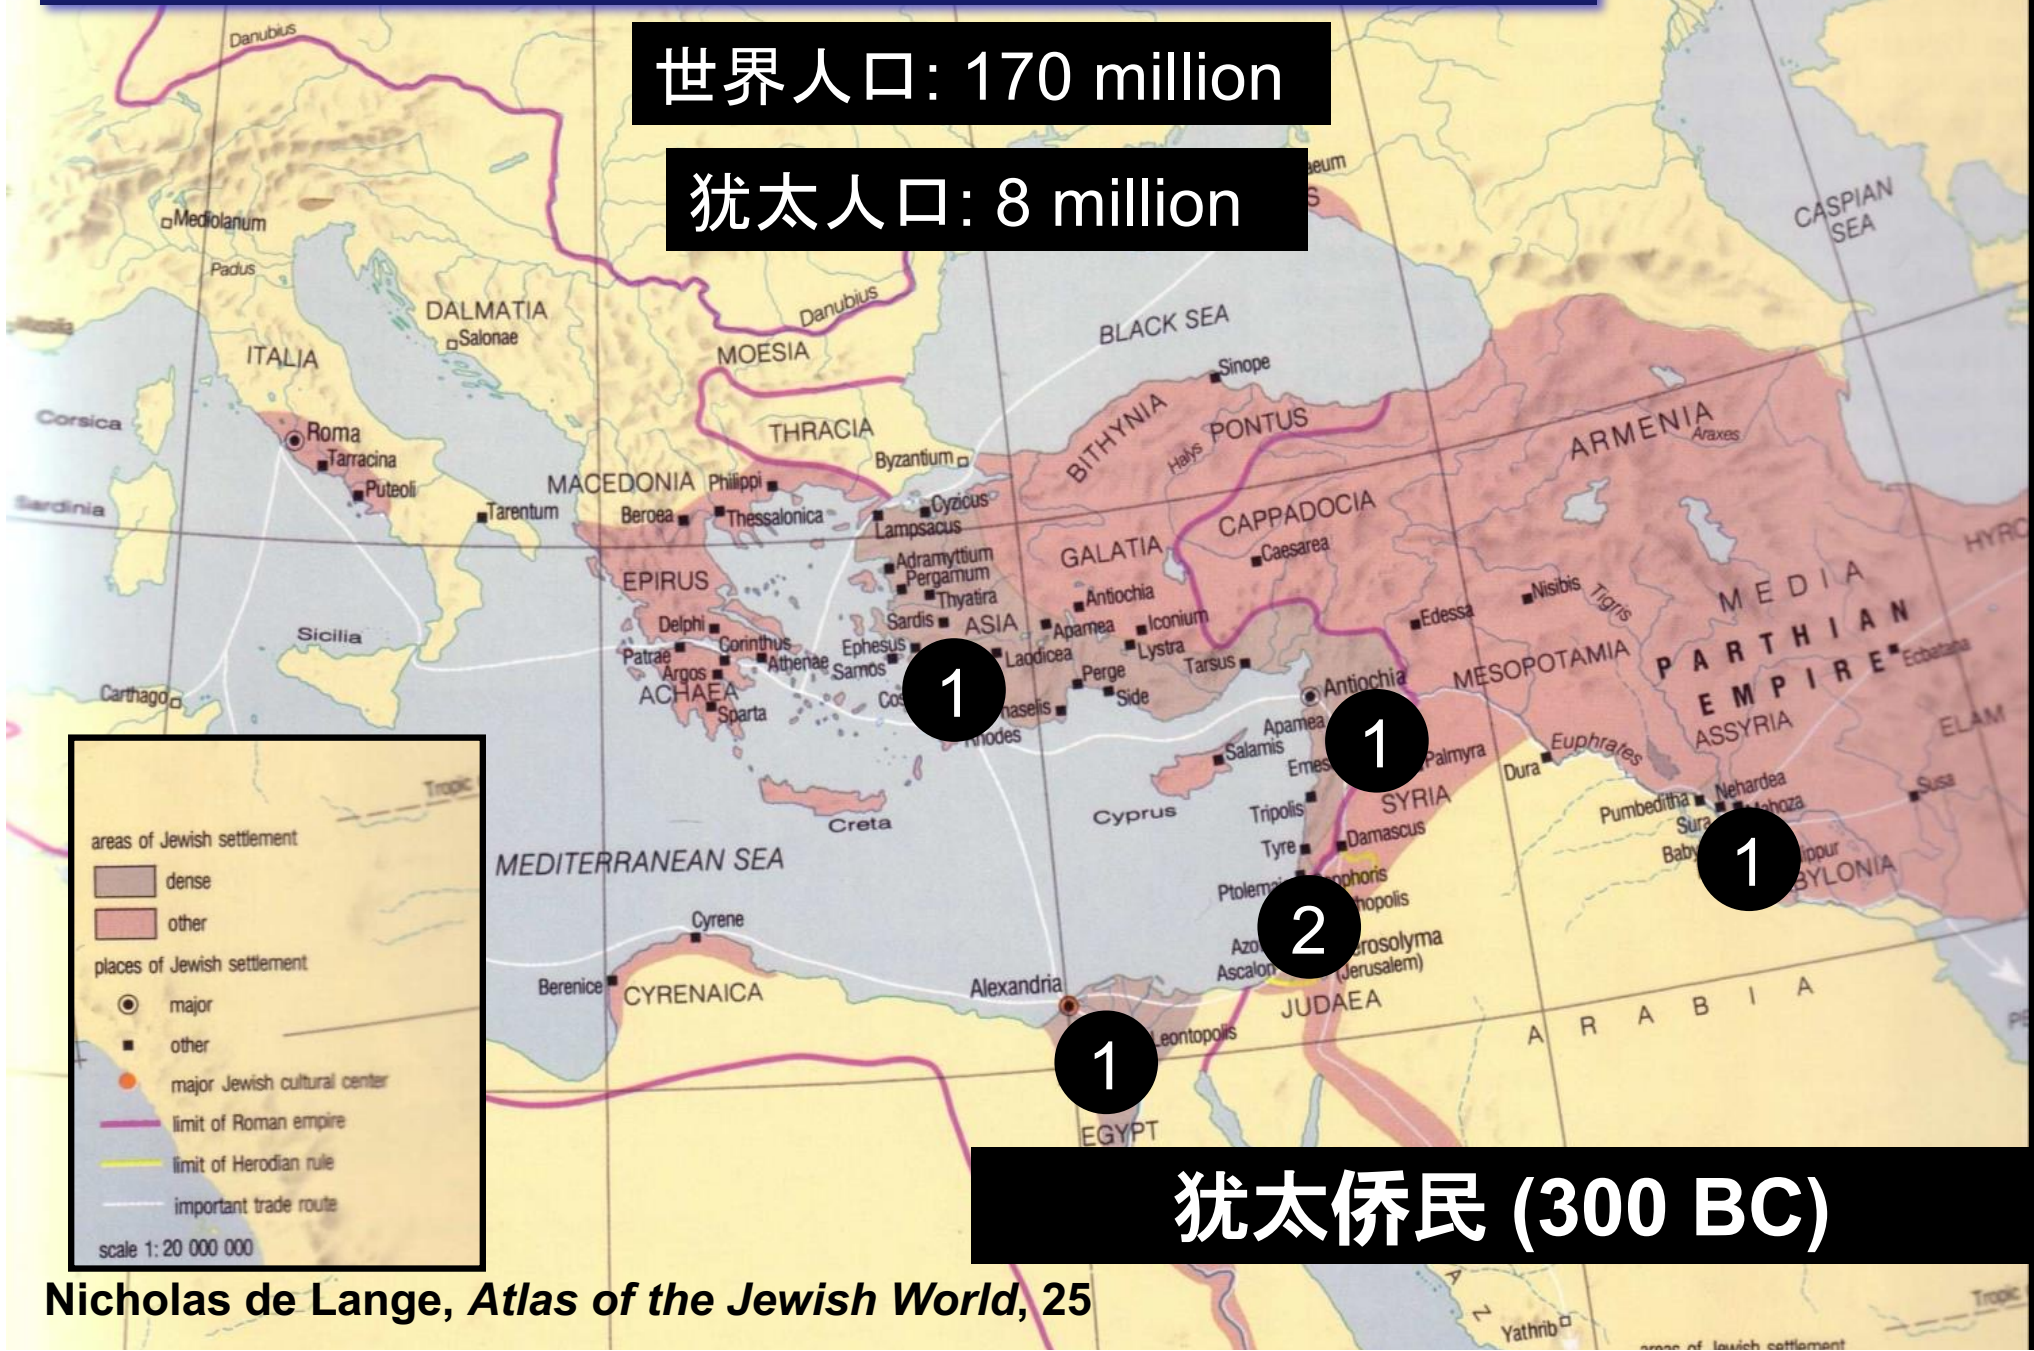 世界人口: 170 million
犹太人口: 8 million
Danubius
Mediolanum
Padus
DALMATIA
Salonae
ITALIA
Danubius
MOESIA
BLACK SEA
CASPIAN
SEA
Sinope
Corsica
Roma
Tarracina
Puteoli
THRACIA
Byzantium
BITHYNIA
Halys
PONTUS
ARMENIA
Araxes
Sardinia
Tarentum
MACEDONIA
Philippi
Beroea
Thessalonica
Cyzicus
Lampsacus
CAPPADOCIA
Caesarea
GALATIA
Adramyttium
Pergamum
Thyatira
EPIRUS
Antiochia
Nisibis
Tigris
MEDIA
Edessa
Delphi
Sardis
ASIA
Apamea
Iconium
Lystra
Corinthus
Patrae
Athenae
Argos
Ephesus
Samos
Laodicea
Tarsus
MESOPOTAMIA
PARTHIAN
EMPIRE
Ecbatana
Sicilia
ACHAEA
Sparta
1
Perge
Side
Antiochia
ASSYRIA
ELAM
Carthago
Rhodes
Apamea
1
Salamis
Palmyra
Dura
Euphrates
Creta
Cyprus
Tripolis
SYRIA
Nehardea
Pumbeditha
Sura
Susa
Tyre
Damascus
1
MEDITERRANEAN SEA
2
Cyrene
Berenice
CYRENAICA
Alexandria
Ascalon
(Jerusalem)
JUDAEA
ARABIA
Leontopolis
1
EGYPT
Tropic
areas of Jewish settlement
dense
other
places of Jewish settlement
major
other
major Jewish cultural center
limit of Roman empire
limit of Herodian rule
important trade route
scale 1: 20 000 000
犹太侨民 (300 BC)
Nicholas de Lange, Atlas of the Jewish World, 25
Yathrib
Tropic
areas of Jewish settlement